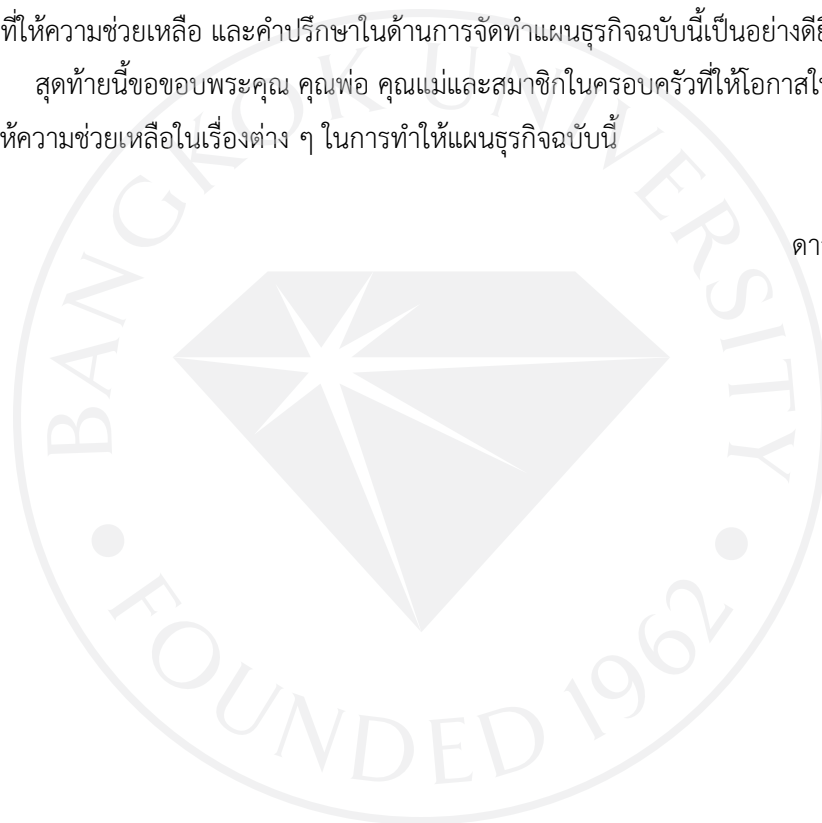 ที่ให้ความช่วยเหลือ และคำปรึกษาในด้านการจัดทำแผนธุรกิจฉบับนี้เป็นอย่างดี
สุดท้ายนี้ขอขอบพระคุณ คุณพ่อ คุณแม่และสมาชิกในครอบครัวที่ให้โอกาส
ห้ความช่วยเหลือในเรื่องต่าง ๆ ในการทำให้แผนธุรกิจฉบับนี้
BANGKOK UNIVERSITY
FOUNDED 1962